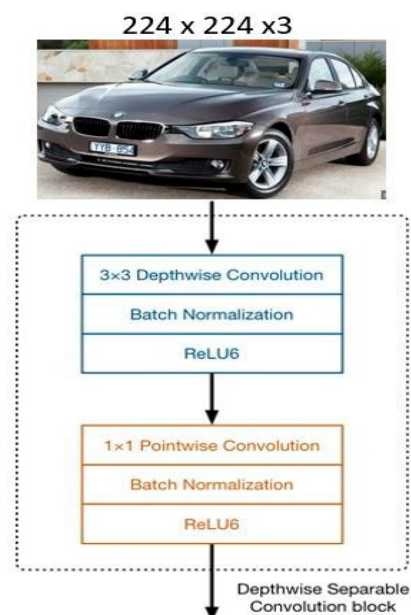 224 x 224 x3
3×3 Depthwise Convolution
Batch Normalization
ReLU6
1×1 Pointwise Convolution
Batch Normalization
ReLU6
Depthwise Separable
Convolution block